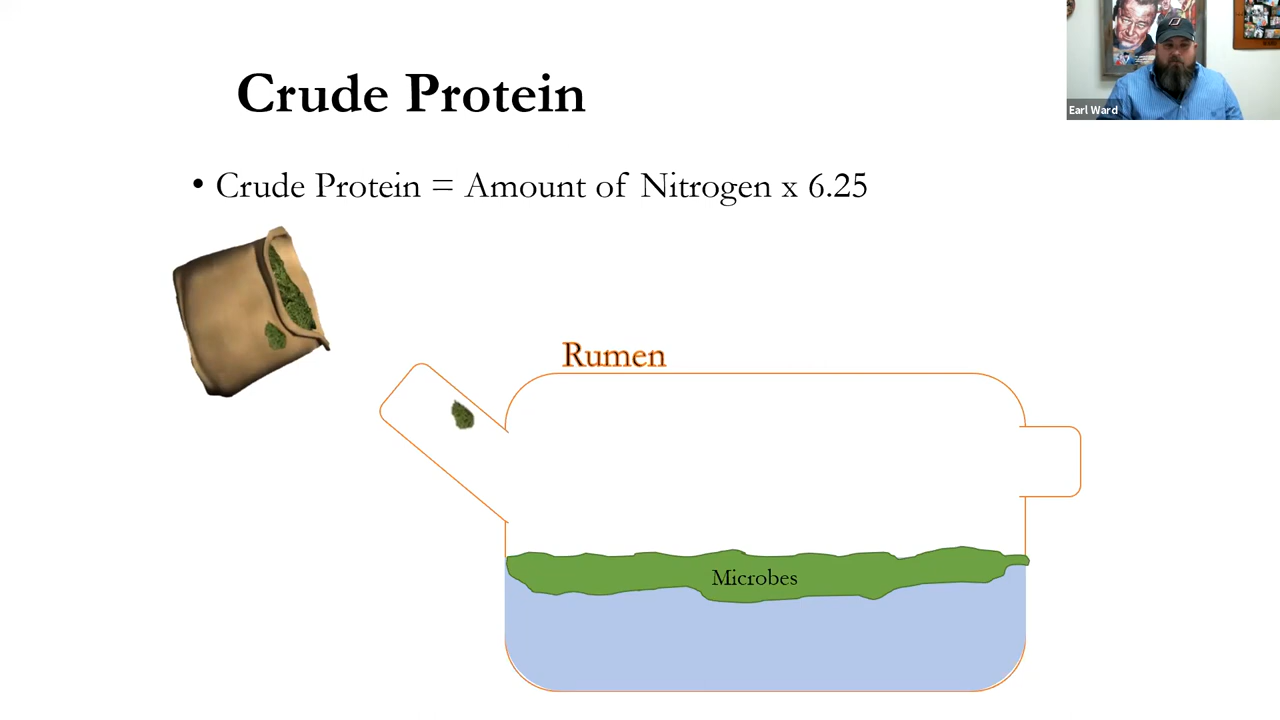 Crude Protein
Earl Ward
• Crude Protein = Amount of Nitrogen x 6.25
Rumen
Microbes